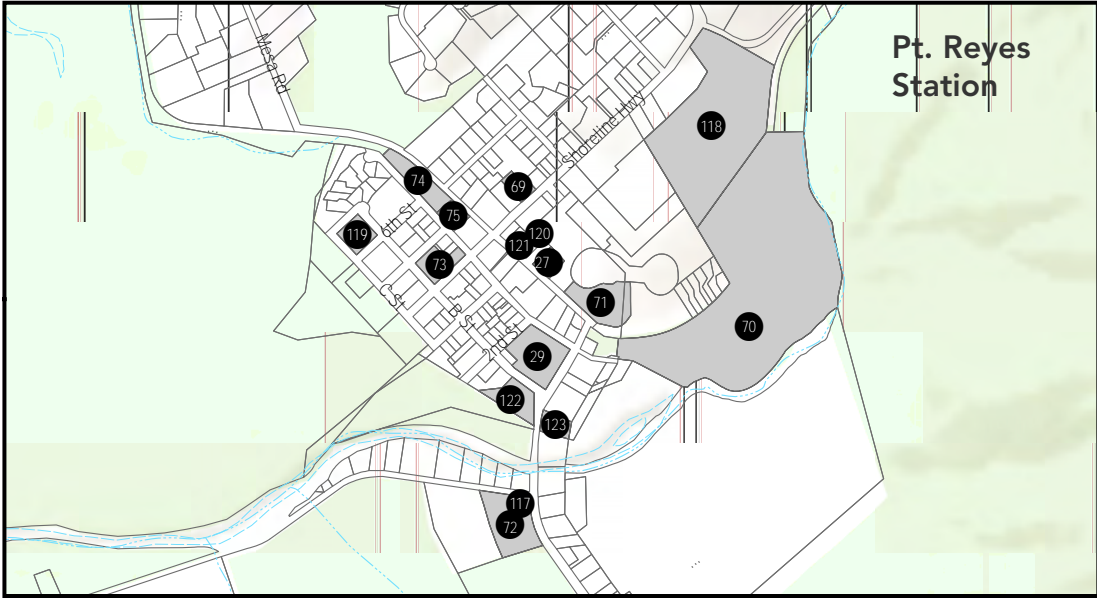 Pt. Reyes
Station
Mesa Rd
Shoreline Hwy
118
74
69
75
6th St
119
120
121
73
27
C St
71
B St
70
2nd St
29
122
123
117
72